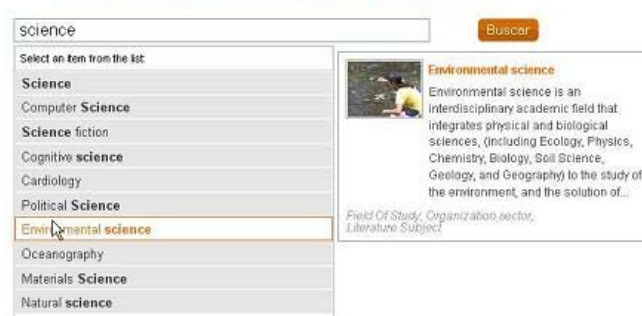 science
Buscar
Select an item from the list:
Science
Computer Science
Science fiction
Cognitive science
Cardiology
Political Science
Environmental science
Oceanography
Materials Science
Natural science
Environmental science
Environmental science is an
interdisciplinary academic field that
integrates physical and biological
sciences, (including Ecology, Physics,
Chemistry, Biology, Soil Science,
Geology, and Geography) to the study of
the environment, and the solution of...
Field Of Study, Organization sector,
Literature Subject